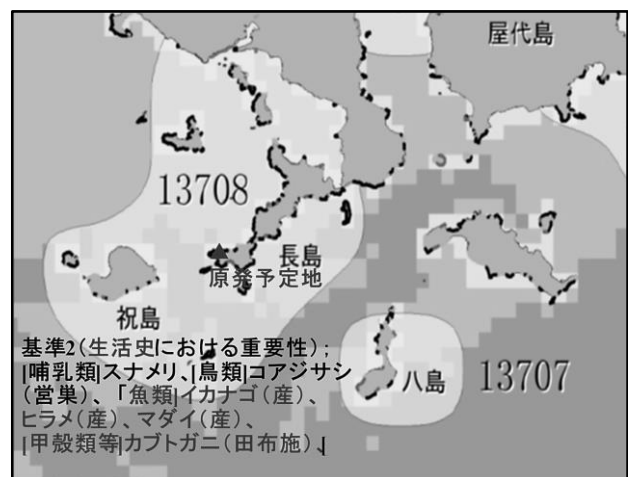 屋代島
13708
長島
原発予定地
祝島
基準2(生活史における重要性);
|哺乳類|スナメリ、|鳥類|コアジサシ
(営巣)、「魚類|イカナゴ(産)、
ヒラメ(産)、マダイ(産)、
|甲殻類等|カブトガニ(田布施)、|
八島
13707